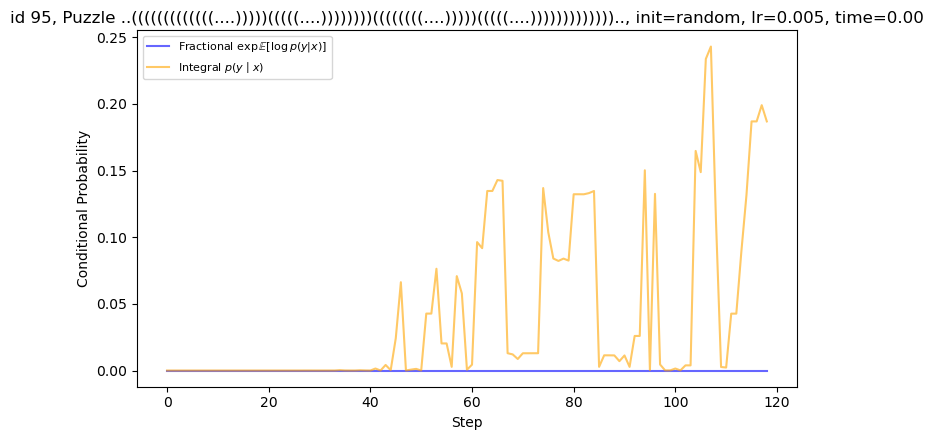 id 95, Puzzle ..(((((((((((((....)))))(((((....))))))))((((((((....)))))(((((....)))))))))))))..., init=random, lr=0.005, time=0.00
0.25
0.20
0.15
0.10
0.05
0.00
Conditional Probability
Fractional exp𝔼[log p(y|x)]
Integral p(y | x)
0 20 40 60 80 100 120
Step